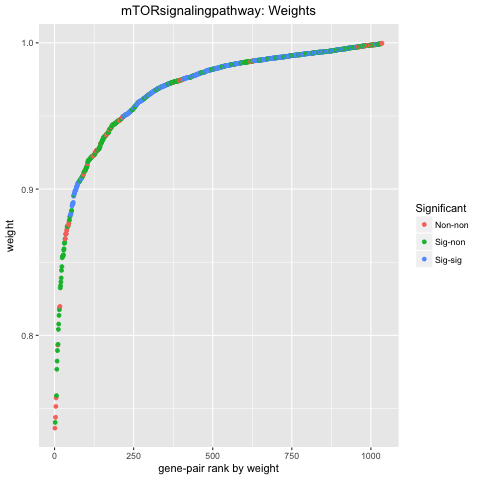 mTORsignalingpathway: Weights
1.0
0.9
0.8
weight
0
250
500
750
1000
gene-pair rank by weight
Significant
Non-non
Sig-non
Sig-sig